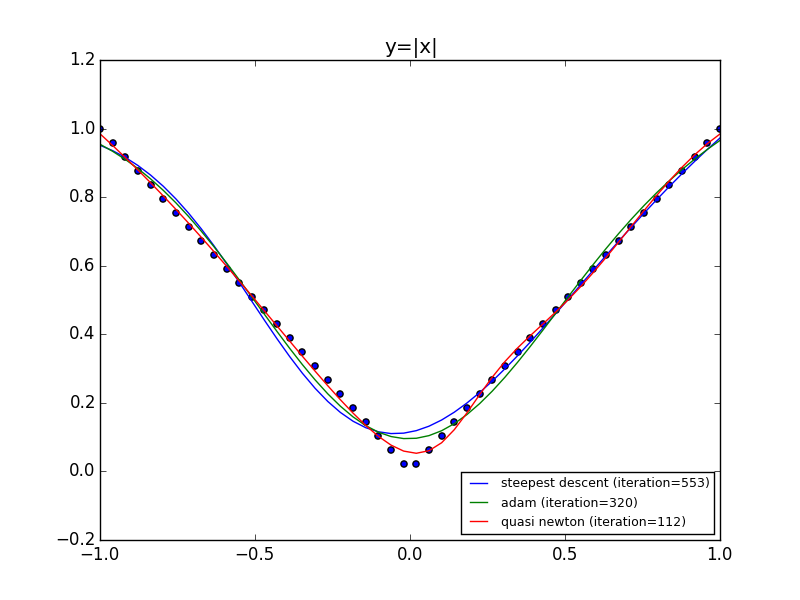 y=|x|
1.2
1.0
0.8
0.6
0.4
0.2
0.0
−0.2
−1.0 −0.5 0.0 0.5 1.0
steepest descent (iteration=553)
adam (iteration=320)
quasi newton (iteration=112)